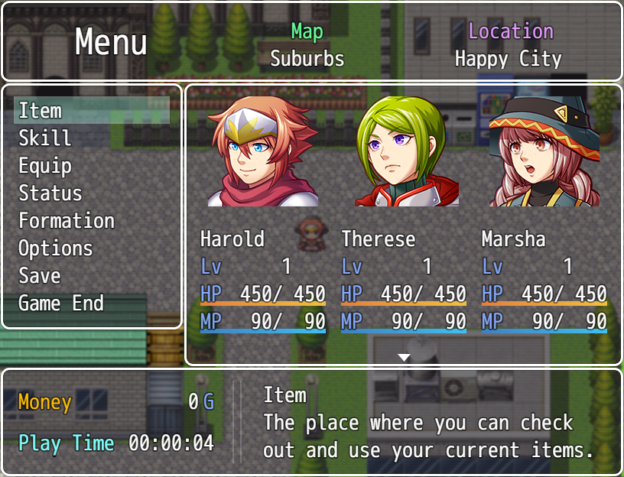 Menu
Map
Suburbs
Location
Happy City
Item
Skill
Equip
Status
Formation
Options
Save
Game End
Harold
Lv 1
HP 450/ 450
MP 90/ 90
Therese
Lv 1
HP 450/ 450
MP 90/ 90
Marsha
Lv 1
HP 450/ 450
MP 90/ 90
Money 0 G
Play Time 00:00:04
Item
The place where you can check
out and use your current items.